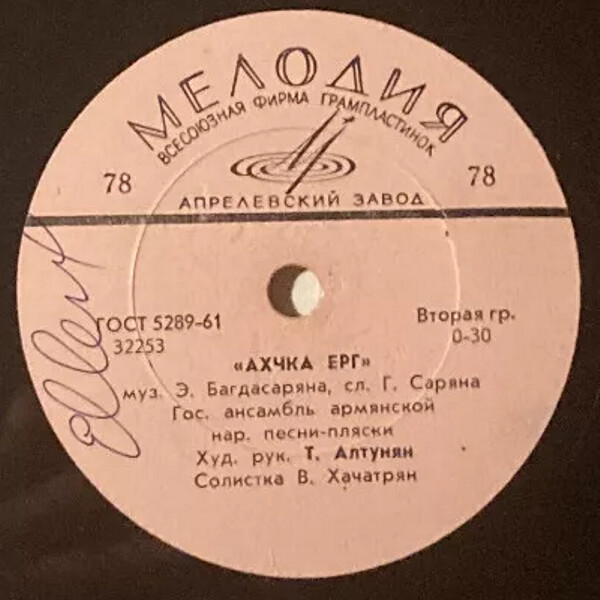 МЕЛОДИЯ
ВСЕСОЮЗНАЯ ФИРМА ГРАМПЛАСТИНОК
78
78
АПРЕЛЕВСКИЙ ЗАВОД
ГОСТ 5289-61
32253
Вторая гр.
0-30
«АХЧКА ЕРГ»
муз. Э. Багдасаряна, сл. Г. Саряна
Гос. ансамбль армянской
нар. песни-пляски
Худ. рук. Т. Алтунян
Солистка В. Хачатрян